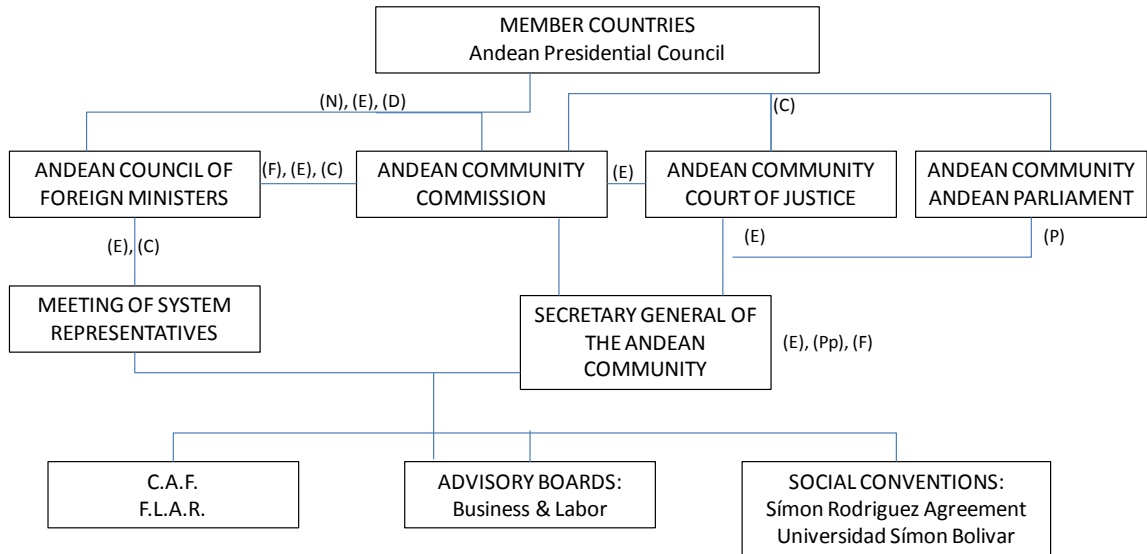 MEMBER COUNTRIES
Andean Presidential Council
(N), (E), (D)
(C)
ANDEAN COUNCIL OF
FOREIGN MINISTERS
(F), (E), (C)
ANDEAN COMMUNITY
COMMISSION
(E)
ANDEAN COMMUNITY
COURT OF JUSTICE
ANDEAN COMMUNITY
ANDEAN PARLIAMENT
(E), (C)
(E)
(P)
MEETING OF SYSTEM
REPRESENTATIVES
SECRETARY GENERAL OF
THE ANDEAN
COMMUNITY
(E), (Pp), (F)
C.A.F.
F.L.A.R.
ADVISORY BOARDS:
Business & Labor
SOCIAL CONVENTIONS:
Símon Rodriguez Agreement
Universidad Símon Bolivar